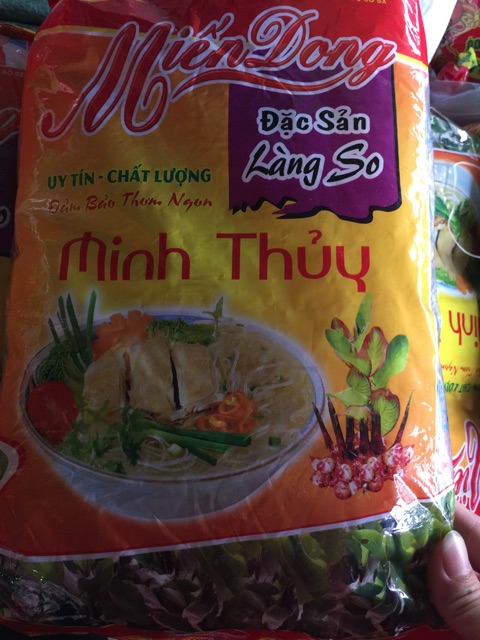 Miến Dong
Đặc Sản
Làng So
UY TÍN - CHẤT LƯỢNG
Đảm Bảo Thơm Ngon
Minh Thủy